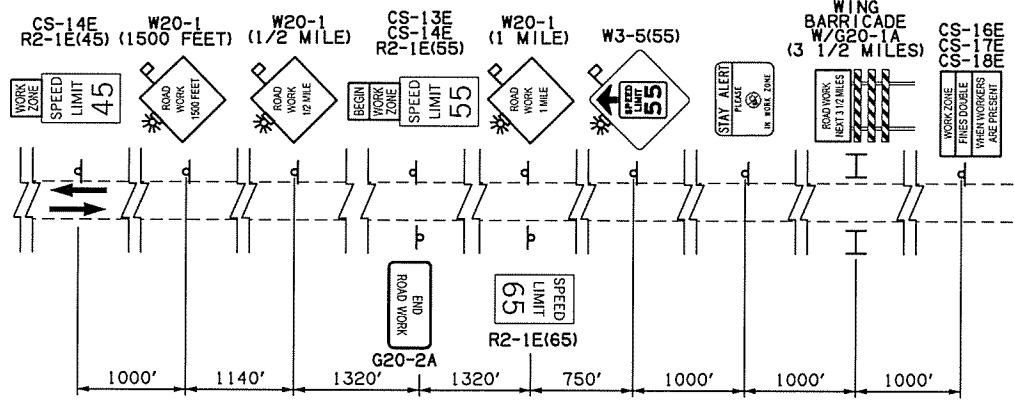 CS-14E
R2-1E(45)
W20-1
(1500 FEET)
W20-1
(1/2 MILE)
CS-13E
CS-14E
R2-1E(55)
W20-1
(1 MILE)
W3-5(55)
WING
BARRICADE
W/G20-1A
(3 1/2 MILES)
CS-16E
CS-17E
CS-18E
WORK
ZONE
SPEED
LIMIT
45
ROAD
WORK
1500 FEET
ROAD
WORK
1/2 MILE
BEGIN
WORK
ZONE
SPEED
LIMIT
55
ROAD
WORK
1 MILE
SPEED
LIMIT
55
STAY ALERT
PLEASE
IN WORK ZONE
ROAD WORK
NEXT 3 1/2 MILES
WORK ZONE
FINES DOUBLE
WHEN WORKERS
ARE PRESENT
END
ROAD WORK
G20-2A
SPEED
LIMIT
65
R2-1E(65)
1000'
1140'
1320'
1320'
750'
1000'
1000'
1000'